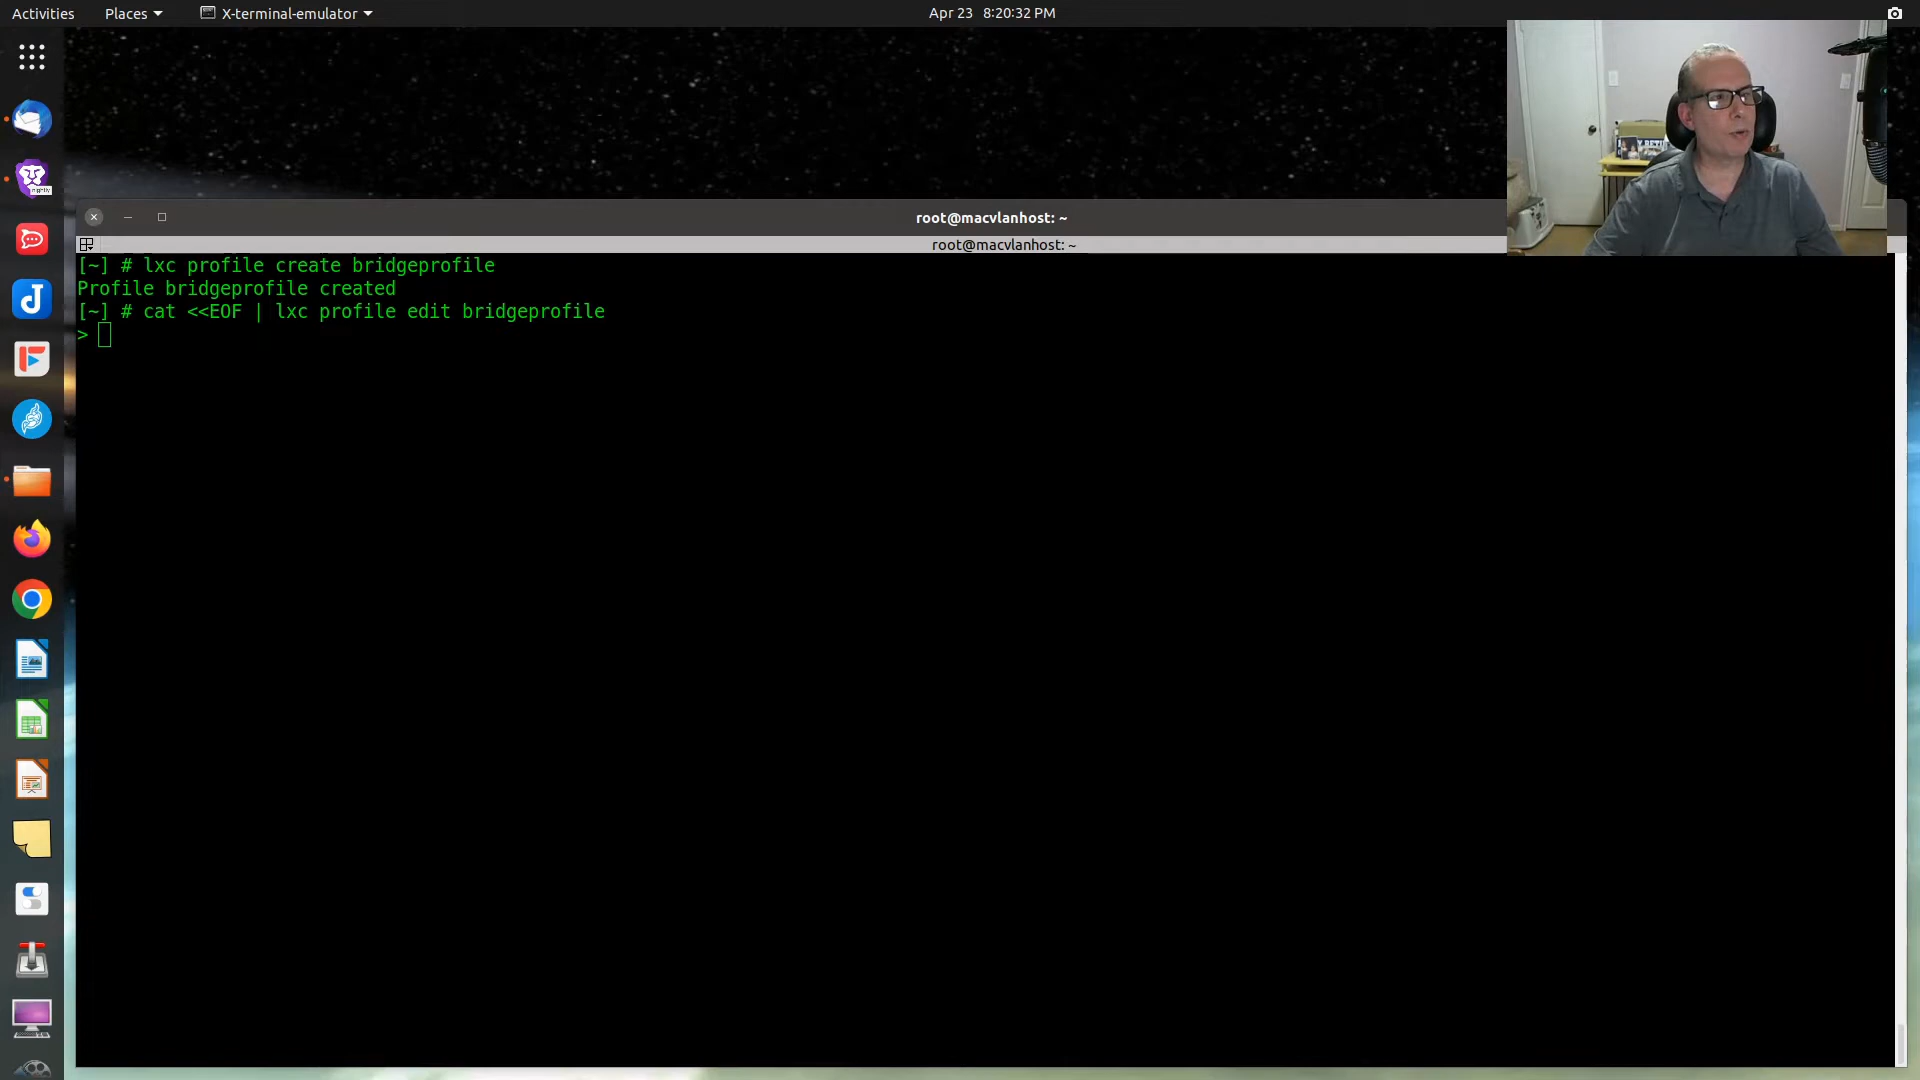 Activities Places X-terminal-emulator Apr 23 8:20:32 PM
root@macvlanhost: ~
root@macvlanhost: ~
[~] # lxc profile create bridgeprofile
Profile bridgeprofile created
[~] # cat <<EOF | lxc profile edit bridgeprofile
>